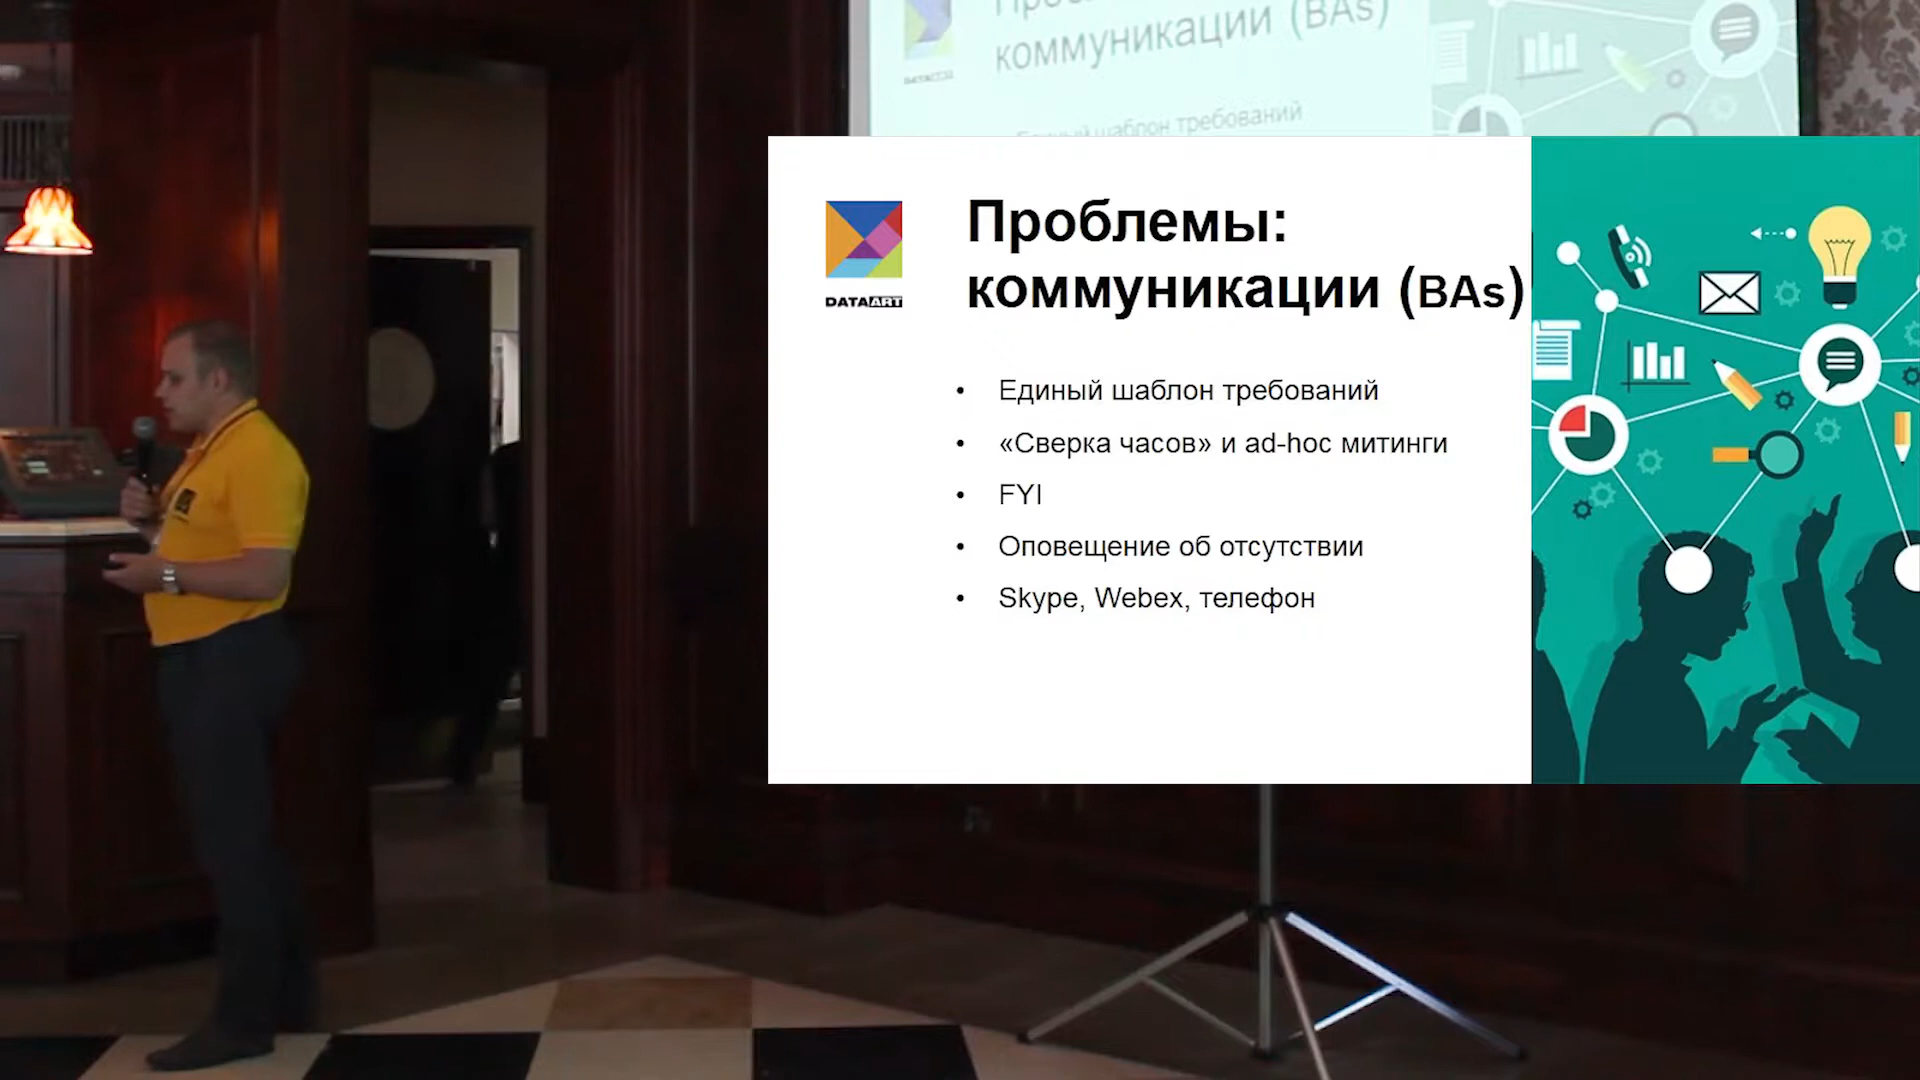 коммуникации (BAs)
Единый шаблон требований
DATAART
Проблемы:
коммуникации (BAs)
• Единый шаблон требований
• «Сверка часов» и ad-hoc митинги
• FYI
• Оповещение об отсутствии
• Skype, Webex, телефон